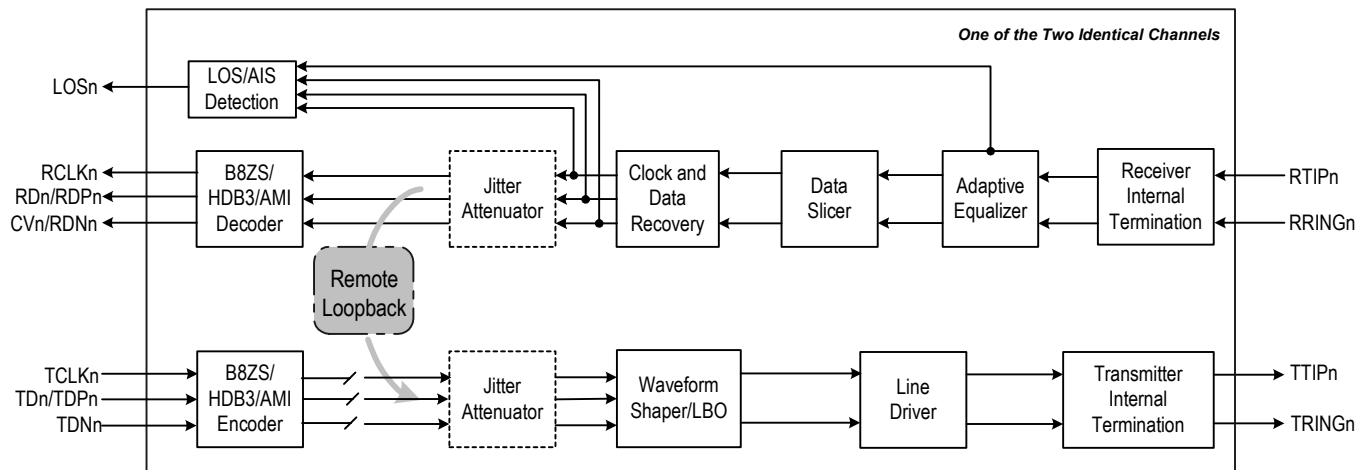 One of the Two Identical Channels
LOSn
LOS/AIS
Detection
RCLKn
RDn/RDPn
CVn/RDNn
B8ZS/
HDB3/AMI
Decoder
Jitter
Attenuator
Clock and
Data
Recovery
Data
Slicer
Adaptive
Equalizer
Receiver
Internal
Termination
RTIPn
RRINGn
Remote
Loopback
TCLKn
TDn/TDPn
TDNn
B8ZS/
HDB3/AMI
Encoder
Jitter
Attenuator
Waveform
Shaper/LBO
Line
Driver
Transmitter
Internal
Termination
TTIPn
TRINGn